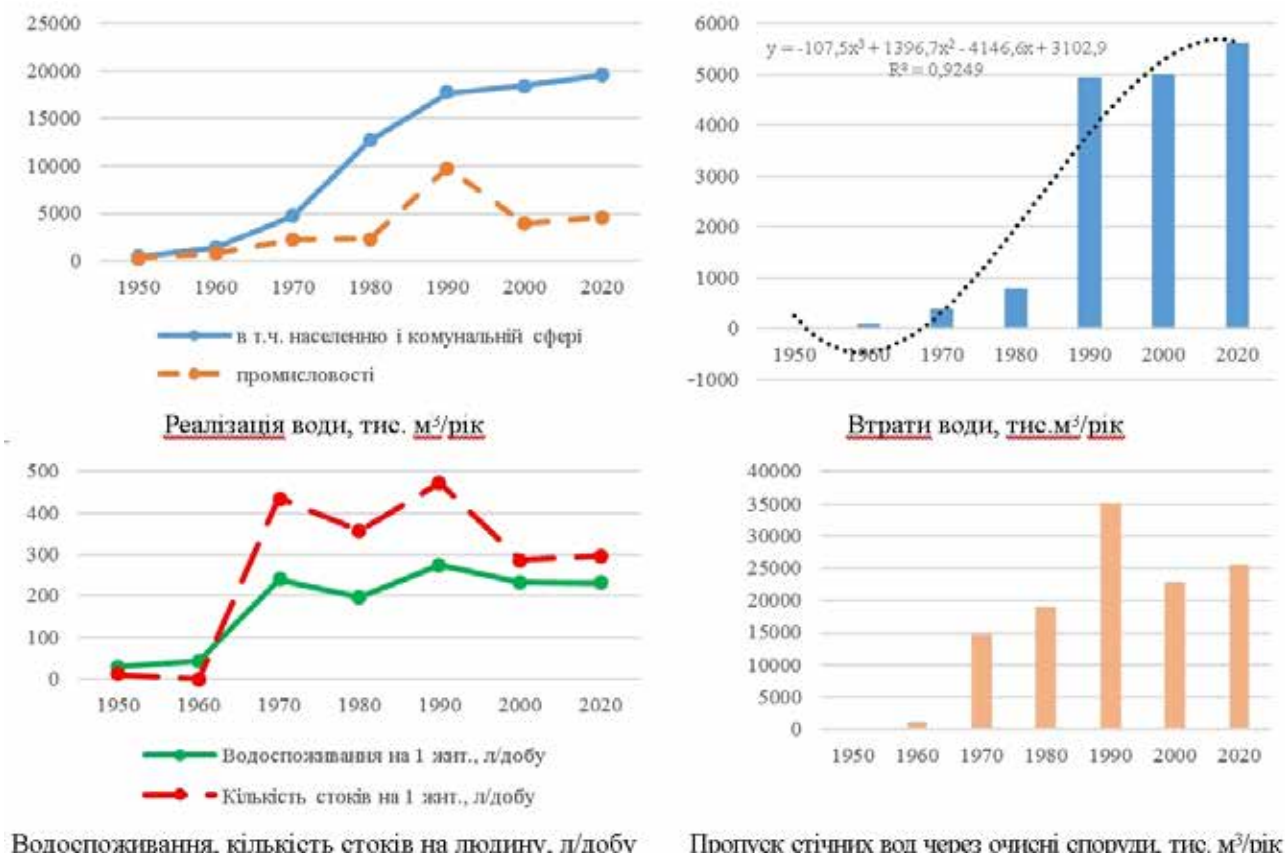 25000
20000
15000
10000
5000
0
1950 1960 1970 1980 1990 2000 2020
в т.ч. населенню і комунальній сфері
промисловості
Реалізація води, тис. м³/рік
6000
5000
4000
3000
2000
1000
0
-1000
y = -107,5x³ + 1396,7x² - 4146,6x + 3102,9
R² = 0,9249
1950 1960 1970 1980 1990 2000 2020
Втрати води, тис.м³/рік
500
400
300
200
100
0
1950 1960 1970 1980 1990 2000 2020
Водоспоживання на 1 жит., л/добу
Кількість стоків на 1 жит., л/добу
Водоспоживання, кількість стоків на людину, л/добу
40000
35000
30000
25000
20000
15000
10000
5000
0
1950 1960 1970 1980 1990 2000 2020
Пропуск стічних вод через очисні споруди, тис. м³/рік